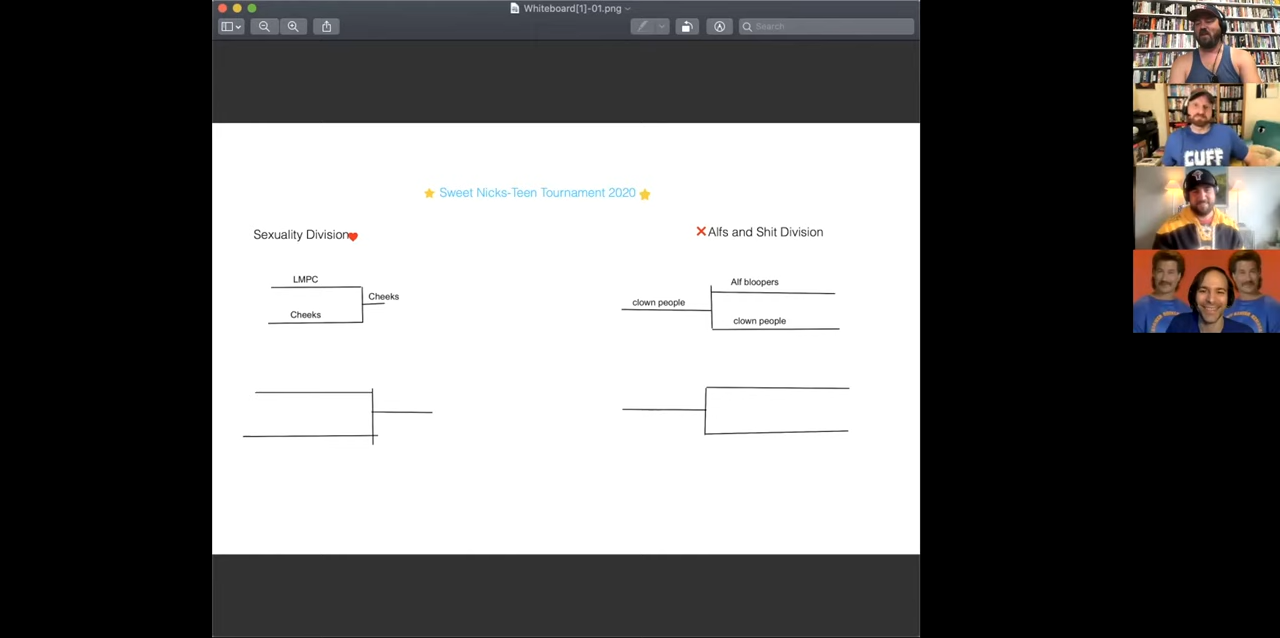 Whiteboard[1]-01.png
Search
Sweet Nicks-Teen Tournament 2020
Sexuality Division
Alfs and Shit Division
LMPC
Cheeks
Cheeks
Alf bloopers
clown people
clown people
GUFF